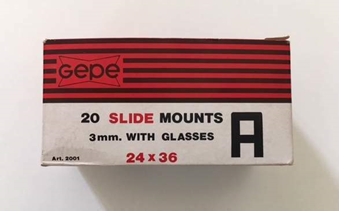 Gepe
20 SLIDE MOUNTS
3mm. WITH GLASSES
A
Art. 2001
24 x 36